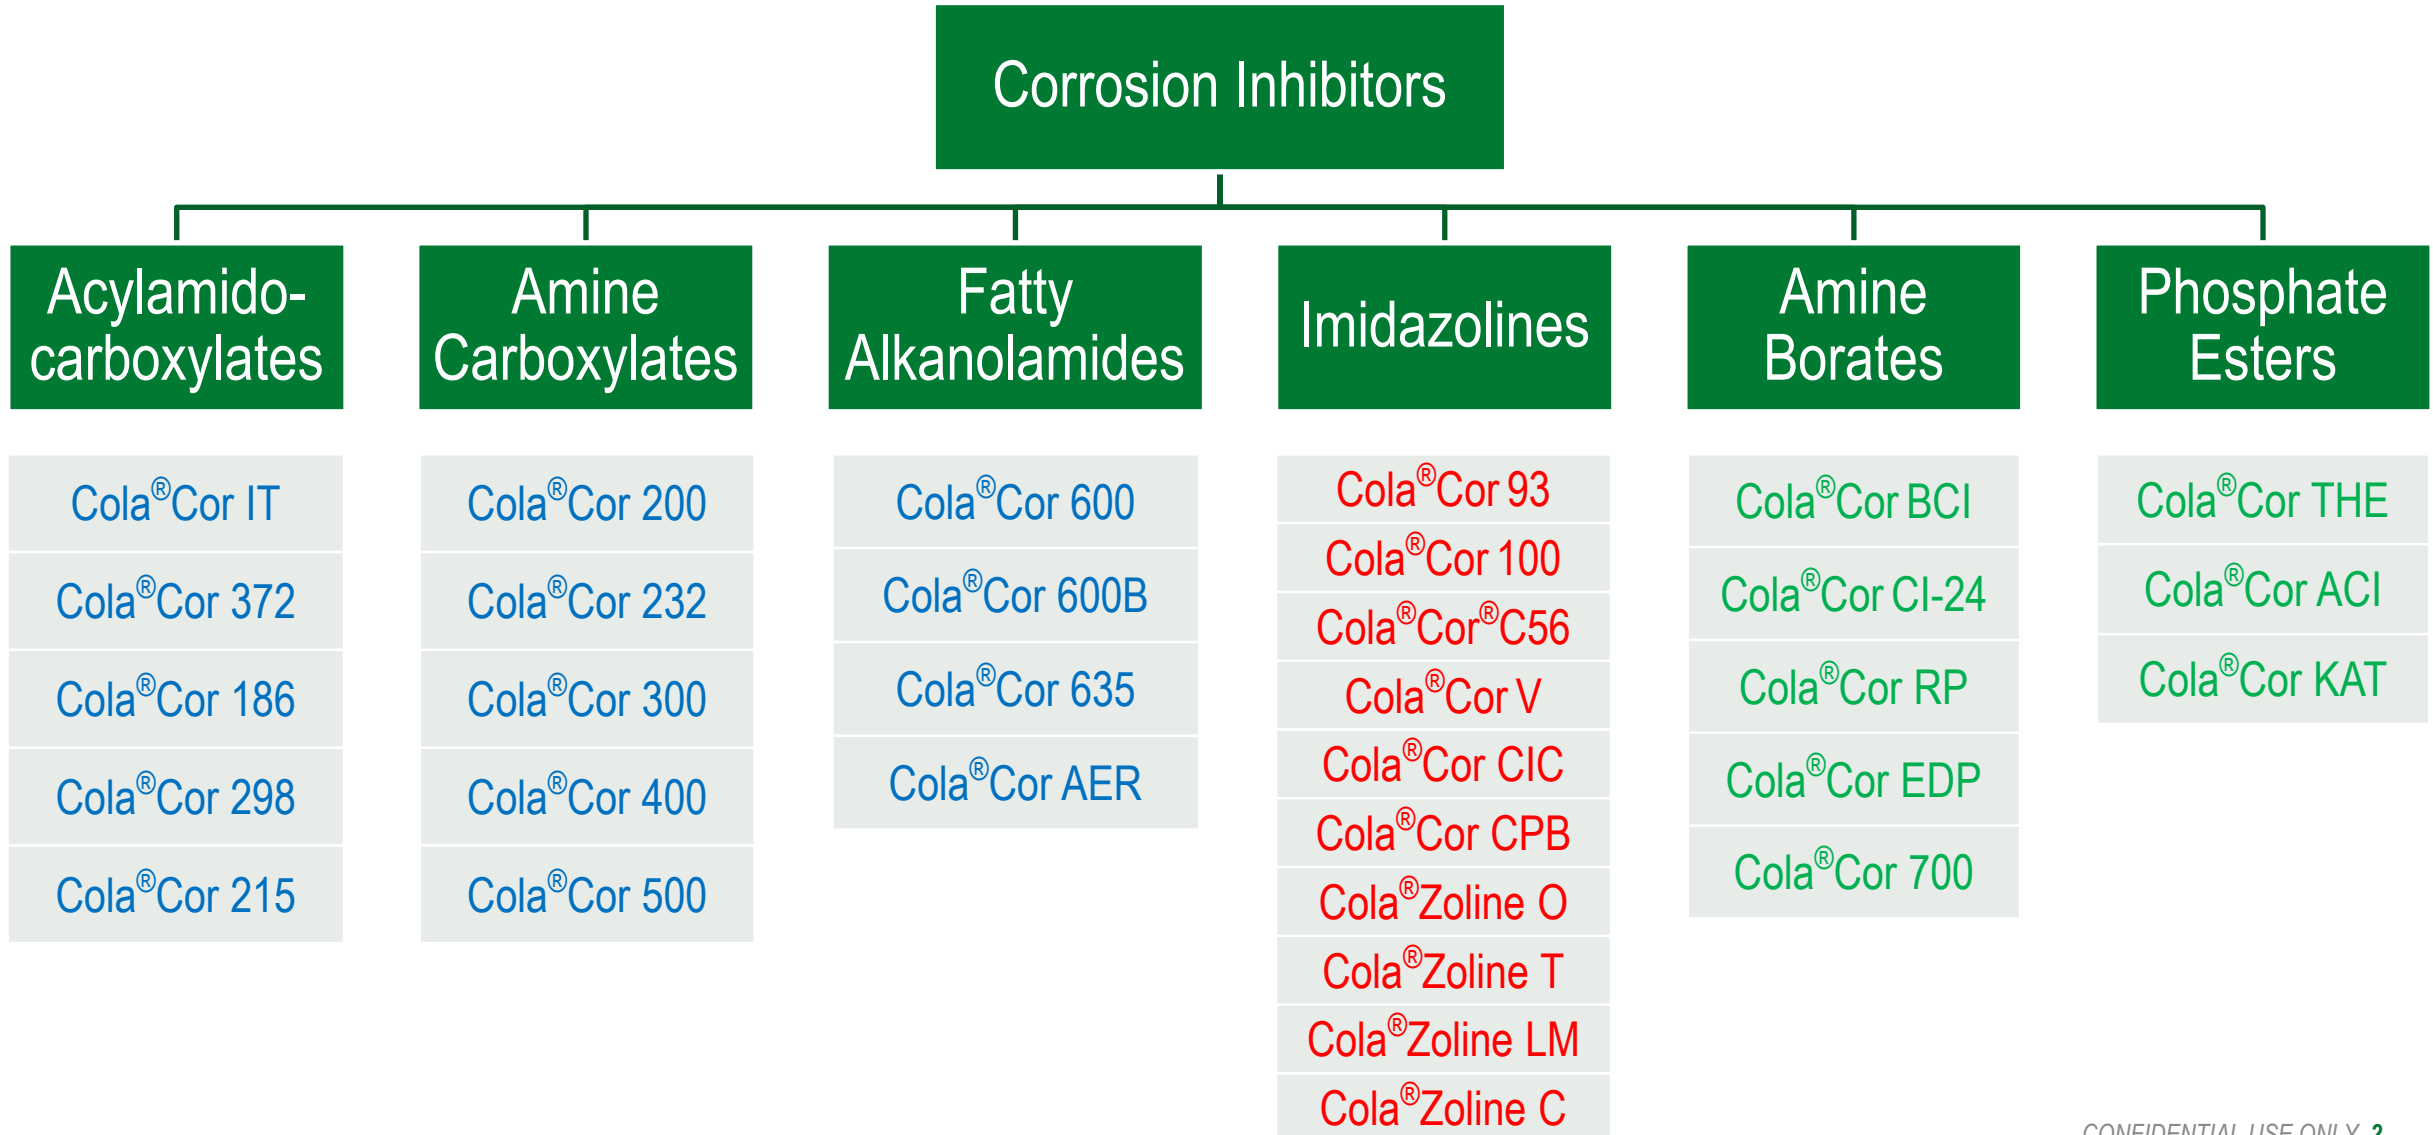 Corrosion Inhibitors
Acylamido-
carboxylates
Cola®Cor IT
Cola®Cor 372
Cola®Cor 186
Cola®Cor 298
Cola®Cor 215
Amine
Carboxylates
Cola®Cor 200
Cola®Cor 232
Cola®Cor 300
Cola®Cor 400
Cola®Cor 500
Fatty
Alkanolamides
Cola®Cor 600
Cola®Cor 600B
Cola®Cor 635
Cola®Cor AER
Imidazolines
Cola®Cor 93
Cola®Cor 100
Cola®Cor®C56
Cola®Cor V
Cola®Cor CIC
Cola®Cor CPB
Cola®Zoline O
Cola®Zoline T
Cola®Zoline LM
Cola®Zoline C
Amine
Borates
Cola®Cor BCI
Cola®Cor CI-24
Cola®Cor RP
Cola®Cor EDP
Cola®Cor 700
Phosphate
Esters
Cola®Cor THE
Cola®Cor ACI
Cola®Cor KAT
CONFIDENTIAL USE ONLY 2